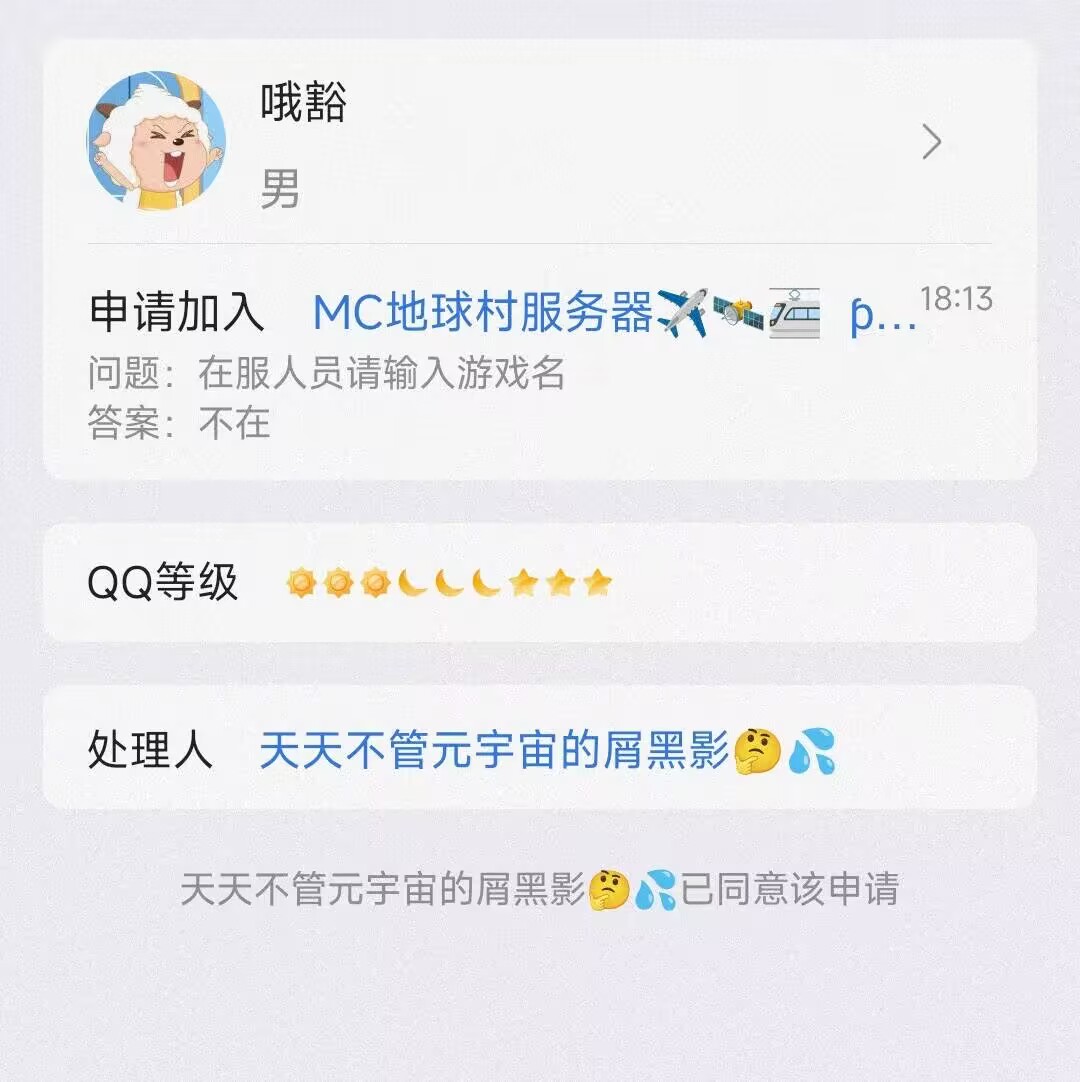 哦豁
男
申请加入 MC地球村服务器✈️🛰️🚈 p... 18:13
问题：在服人员请输入游戏名
答案：不在
QQ等级 ☀️☀️☀️🌙🌙🌙⭐⭐⭐
处理人 天天不管元宇宙的屑黑影🤔💦
天天不管元宇宙的屑黑影🤔💦已同意该申请